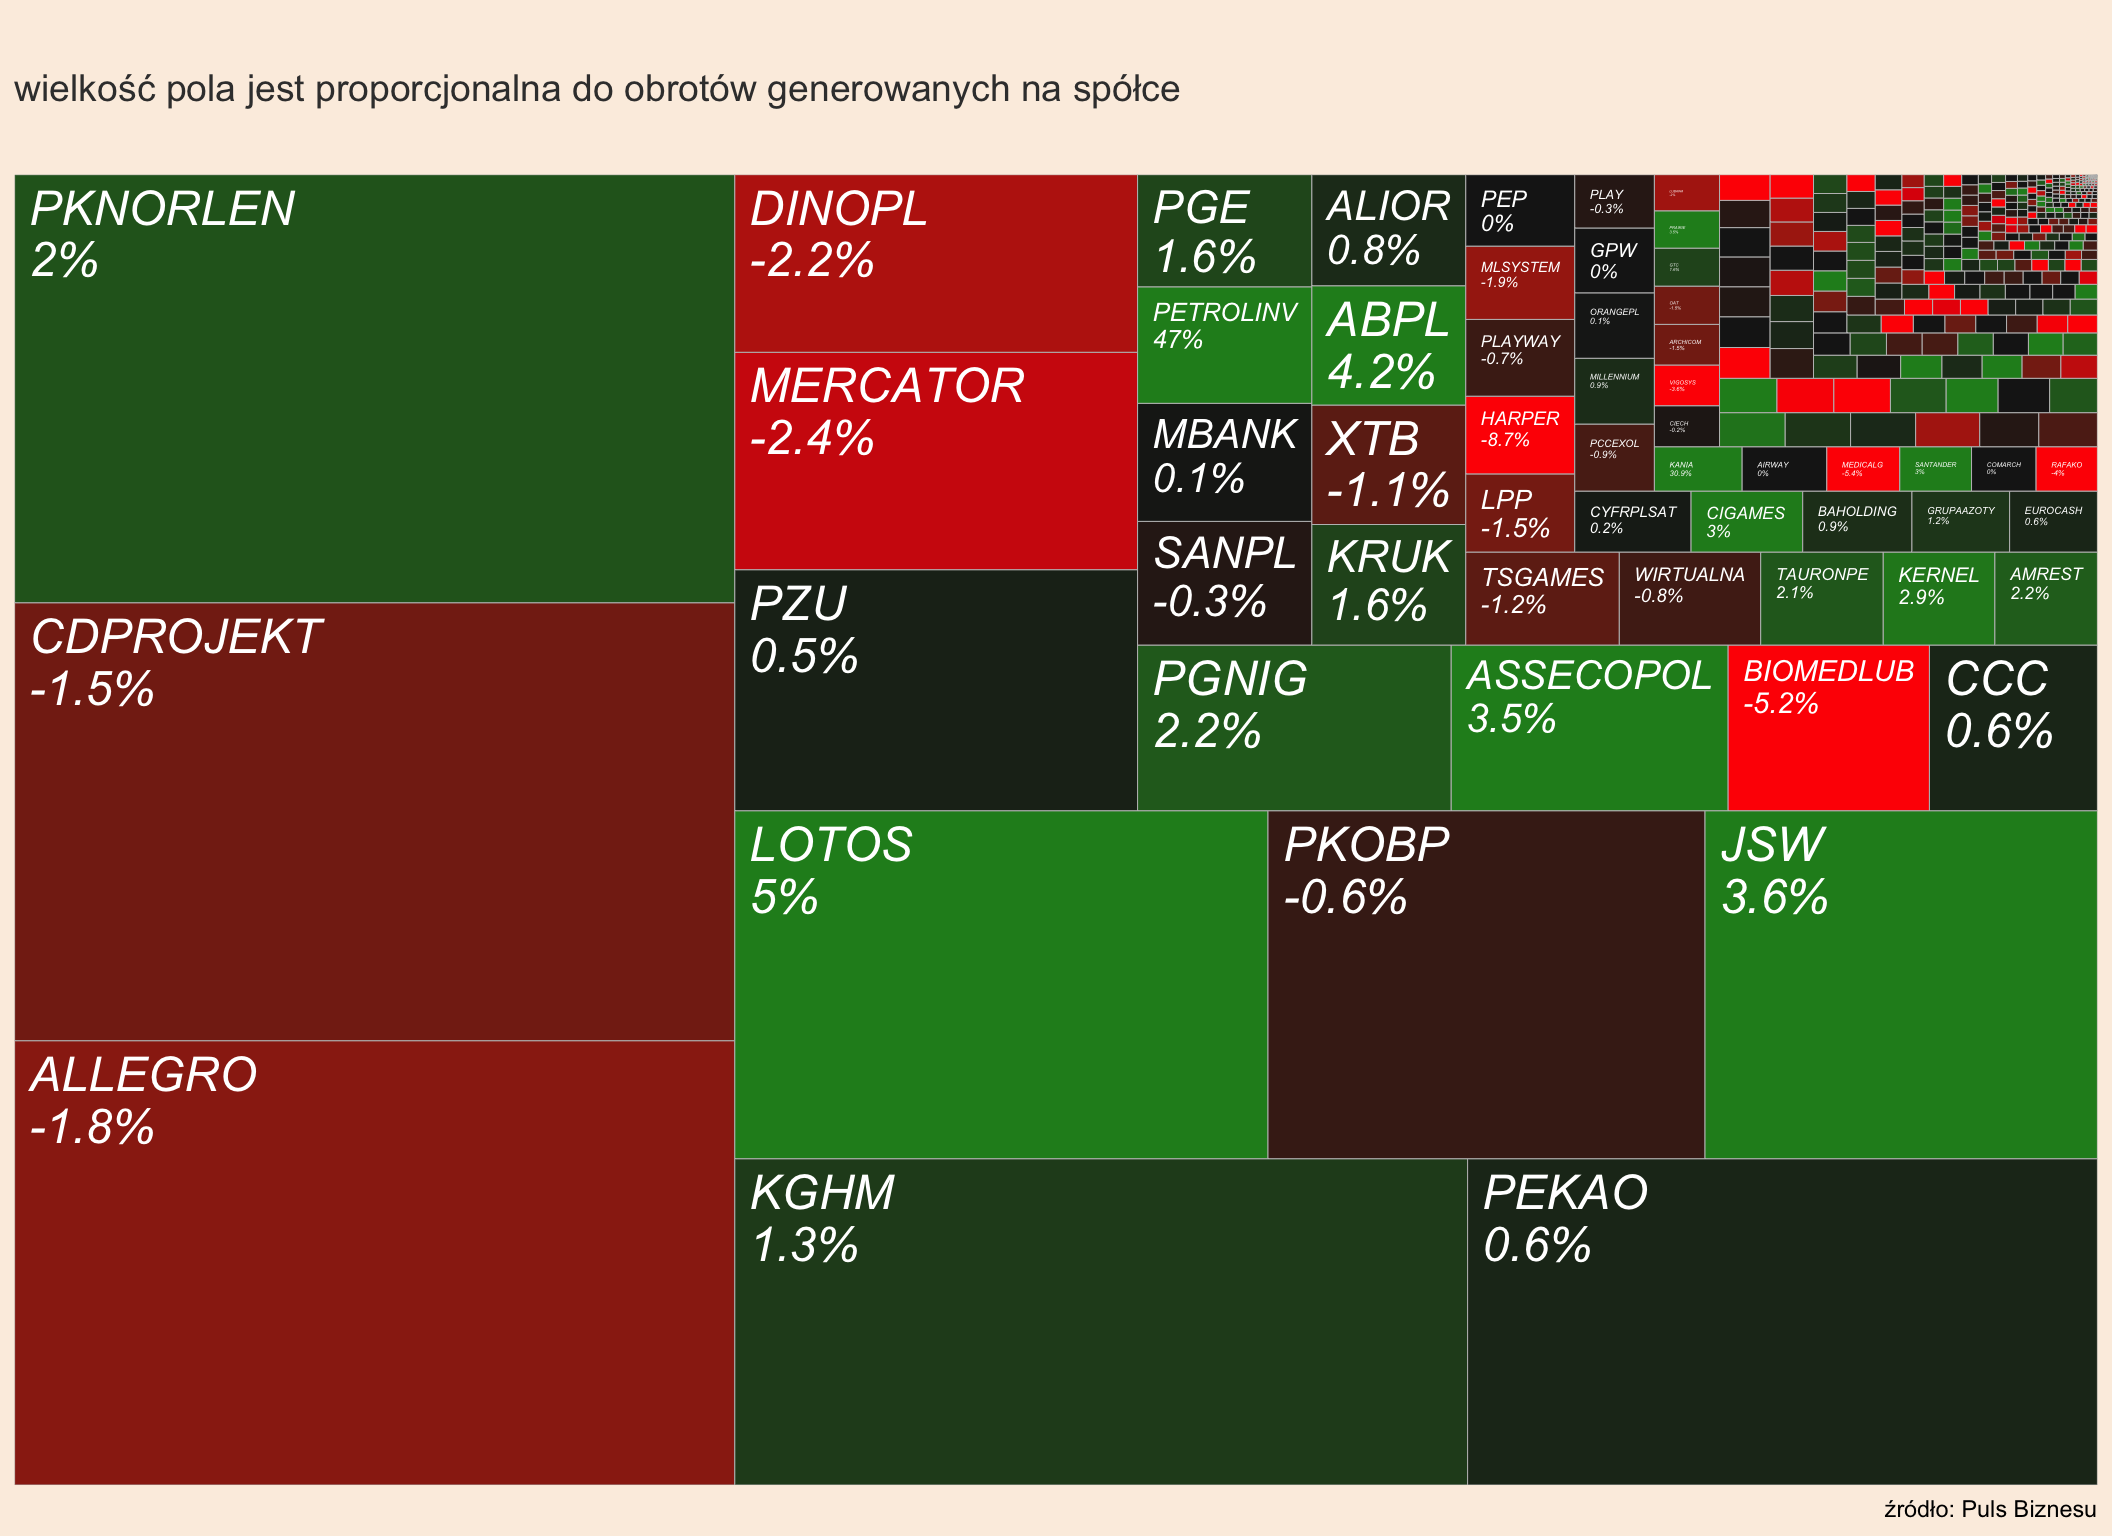 wielkość pola jest proporcjonalna do obrotów generowanych na spółce
PKNORLEN
2%
CDPROJEKT
-1.5%
ALLEGRO
-1.8%
DINOPL
-2.2%
MERCATOR
-2.4%
PZU
0.5%
LOTOS
5%
PKOBP
-0.6%
JSW
3.6%
KGHM
1.3%
PEKAO
0.6%
PGE
1.6%
PETROLINV
47%
MBANK
0.1%
SANPL
-0.3%
ALIOR
0.8%
ABPL
4.2%
XTB
-1.1%
KRUK
1.6%
PGNIG
2.2%
ASSECOPOL
3.5%
BIOMEDLUB
-5.2%
CCC
0.6%
PEP
0%
MLSYSTEM
-1.9%
PLAYWAY
-0.7%
HARPER
-8.7%
LPP
-1.5%
TSGAMES
-1.2%
WIRTUALNA
-0.8%
TAURONPE
2.1%
KERNEL
2.9%
AMREST
2.2%
PLAY
-0.3%
GPW
0%
ORANGEPL
0.1%
MILLENNIUM
0.9%
PCCEXOL
-0.9%
CYFRPLSAT
0.2%
CIGAMES
3%
BAHOLDING
0.9%
GRUPAAZOTY
1.2%
EUROCASH
0.6%
ARCHICOM
-1.5%
VIGOSYS
-3.6%
CIECH
-0.2%
KANIA
30.9%
AIRWAY
0%
MEDICALG
-5.4%
SANTANDER
3%
COMARCH
0%
RAFAKO
-4%
źródło: Puls Biznesu